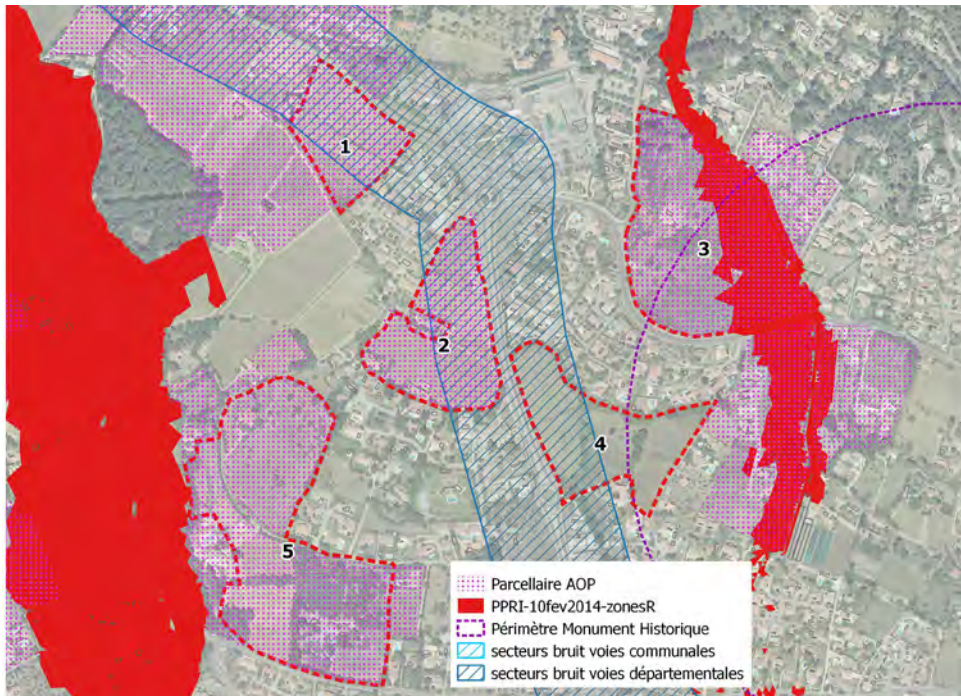 1
2
3
4
5
Parcellaire AOP
PPRI-10fev2014-zonesR
Périmètre Monument Historique
secteurs bruit voies communales
secteurs bruit voies départementales